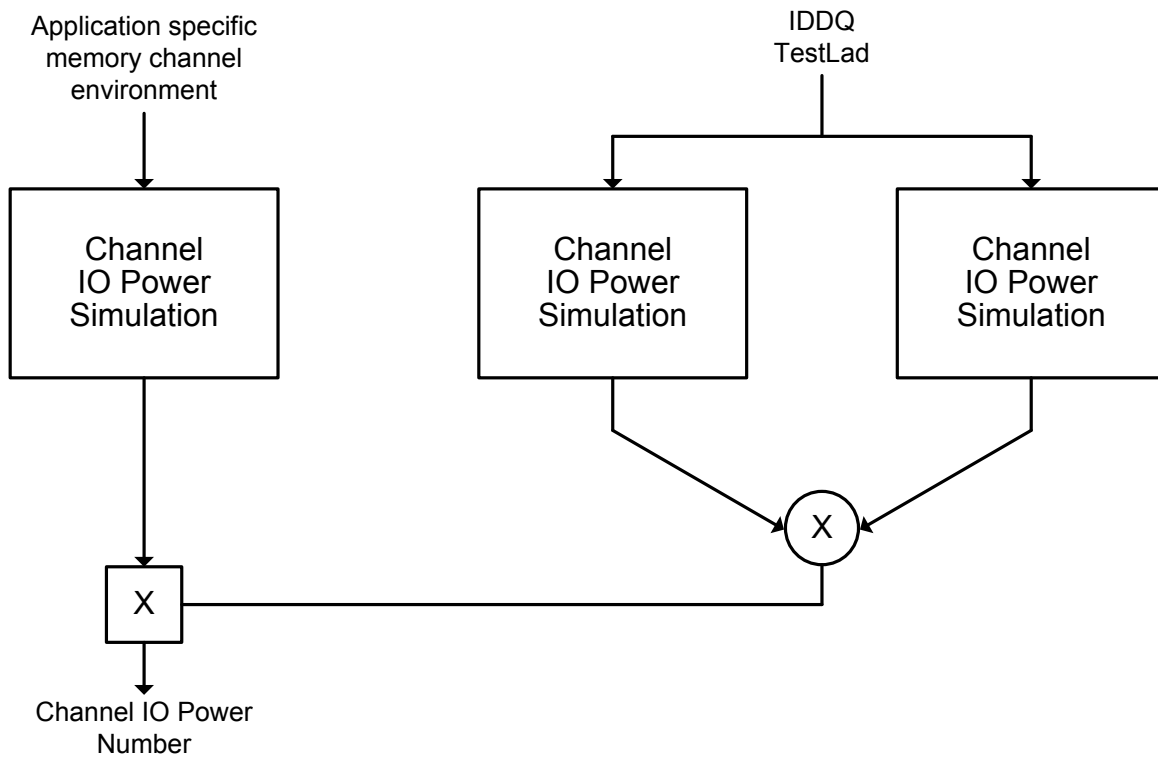 Application specific
memory channel
environment
IDDQ
TestLad
Channel
IO Power
Simulation
Channel
IO Power
Simulation
Channel
IO Power
Simulation
X
X
Channel IO Power
Number